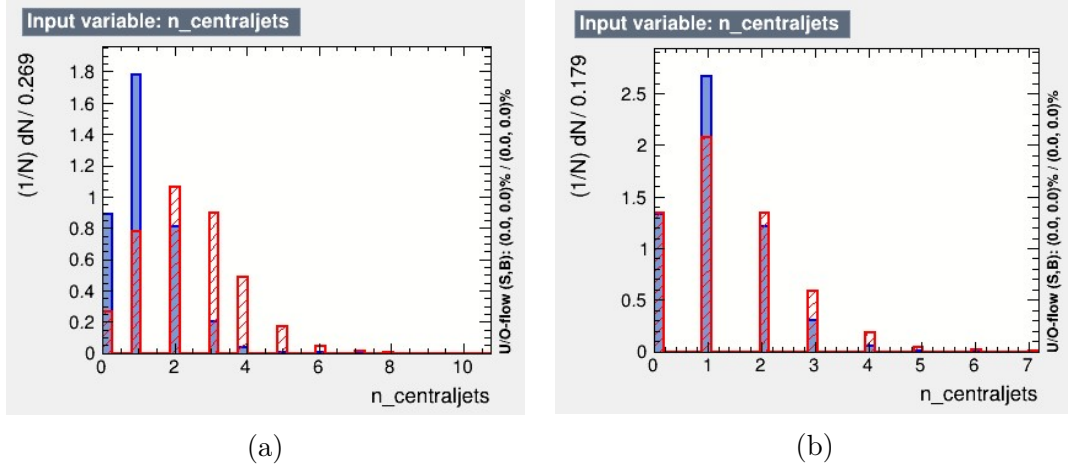 Input variable: n_centraljets
(1/N) dN/ 0.269
1.8
1.6
1.4
1.2
1
0.8
0.6
0.4
0.2
0
0 2 4 6 8 10
n_centraljets
U/O-flow (S,B): (0.0, 0.0)% / (0.0, 0.0)%
(a)
Input variable: n_centraljets
(1/N) dN/ 0.179
2.5
2
1.5
1
0.5
0
0 1 2 3 4 5 6 7
n_centraljets
U/O-flow (S,B): (0.0, 0.0)% / (0.0, 0.0)%
(b)